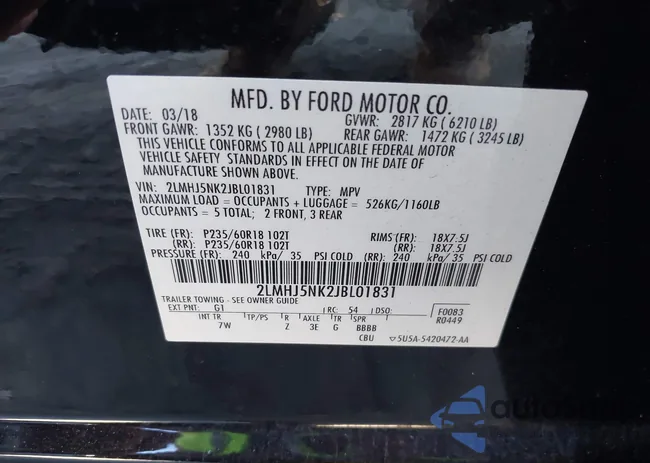 MFD. BY FORD MOTOR CO.
DATE: 03/18 GVWR: 2817 KG ( 6210 LB)
FRONT GAWR: 1352 KG ( 2980 LB) REAR GAWR: 1472 KG ( 3245 LB)
THIS VEHICLE CONFORMS TO ALL APPLICABLE FEDERAL MOTOR
VEHICLE SAFETY STANDARDS IN EFFECT ON THE DATE OF
MANUFACTURE SHOWN ABOVE.
VIN: 2LMHJ5NK2JBL01831 TYPE: MPV
MAXIMUM LOAD = OCCUPANTS + LUGGAGE = 526KG/1160LB
OCCUPANTS = 5 TOTAL; 2 FRONT, 3 REAR
TIRE (FR): P235/60R18 102T RIMS (FR): 18X7.5J
(RR): P235/60R18 102T (RR): 18X7.5J
PRESSURE (FR): 240 kPa/ 35 PSI COLD (RR): 240 kPa/ 35 PSI COLD
2LMHJ5NK2JBL01831
TRAILER TOWING - SEE OWNER GUIDE
EXT PNT: G1 RC: 54 DSO: F0083
R0449
INT TR TP/PS R AXLE TR SPR
7W Z 3E G BBBB
CBU 5U5A-5420472-AA